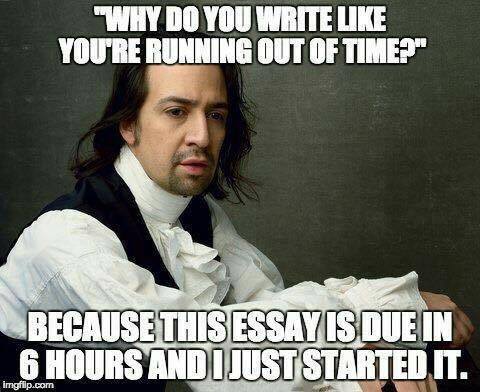 "WHY DO YOU WRITE LIKE
YOU'RE RUNNING OUT OF TIME?"
BECAUSE THIS ESSAY IS DUE IN
6 HOURS AND I JUST STARTED IT.
imgflip.com